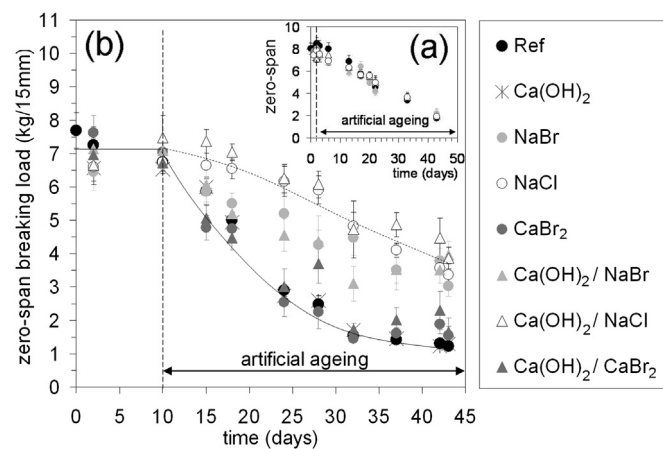 (b)
(a)
zero-span breaking load (kg/15mm)
11
10
9
8
7
6
5
4
3
2
1
0
0 5 10 15 20 25 30 35 40 45
time (days)
artificial ageing
zero-span
10
8
6
4
2
0
0 10 20 30 40 50
time (days)
artificial ageing
Ref
Ca(OH)₂
NaBr
NaCl
CaBr₂
Ca(OH)₂ / NaBr
Ca(OH)₂ / NaCl
Ca(OH)₂ / CaBr₂